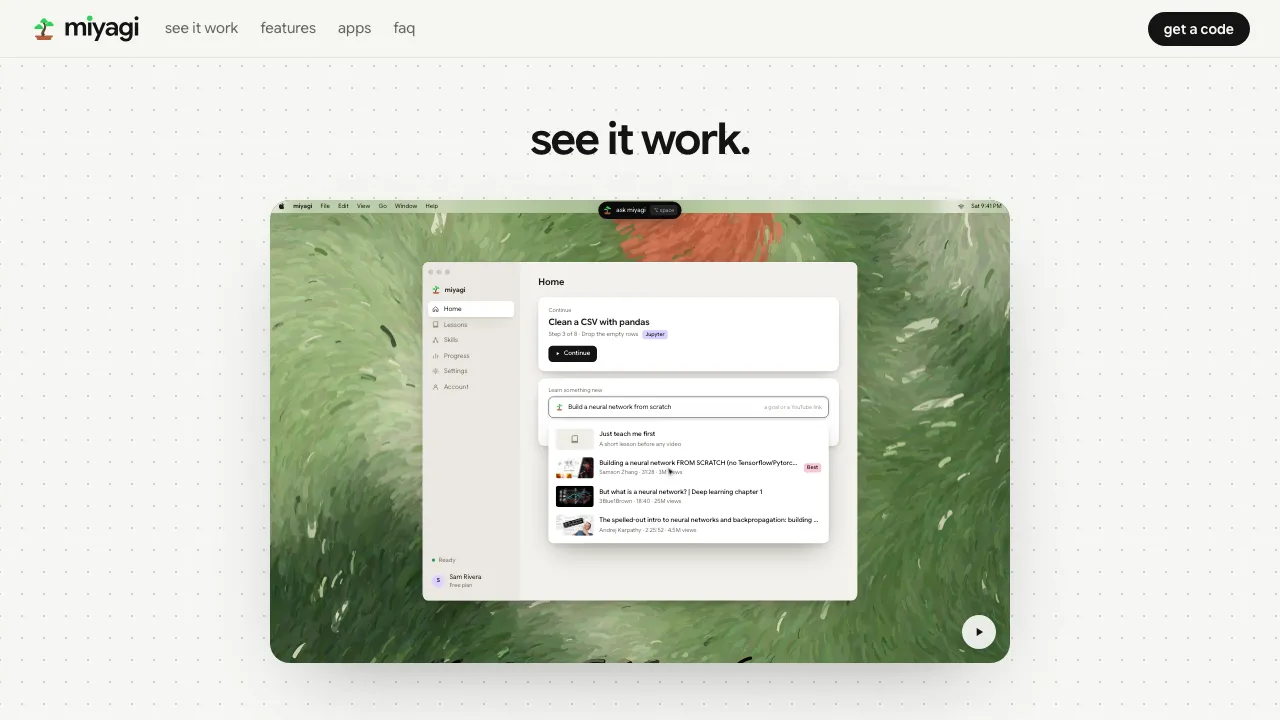 miyagi see it work features apps faq get a code
see it work.
miyagi File Edit View Go Window Help
ask miyagi ⌥ space
Sat 9:41 PM
miyagi
Home
Lessons
Skills
Progress
Settings
Account
Ready
S
Sam Rivera
Free plan
Home
Continue
Clean a CSV with pandas
Step 3 of 8 · Drop the empty rows Jupyter
Continue
Learn something new
Build a neural network from scratch a goal or a YouTube link
Just teach me first
A short lesson before any video
Building a neural network FROM SCRATCH (no Tensorflow/Pytorc...
Samson Zhang · 31:28 · 3M views
Best
But what is a neural network? | Deep learning chapter 1
3Blue1Brown · 18:40 · 25M views
The spelled-out intro to neural networks and backpropagation: building ...
Andrej Karpathy · 2:25:52 · 4.5M views